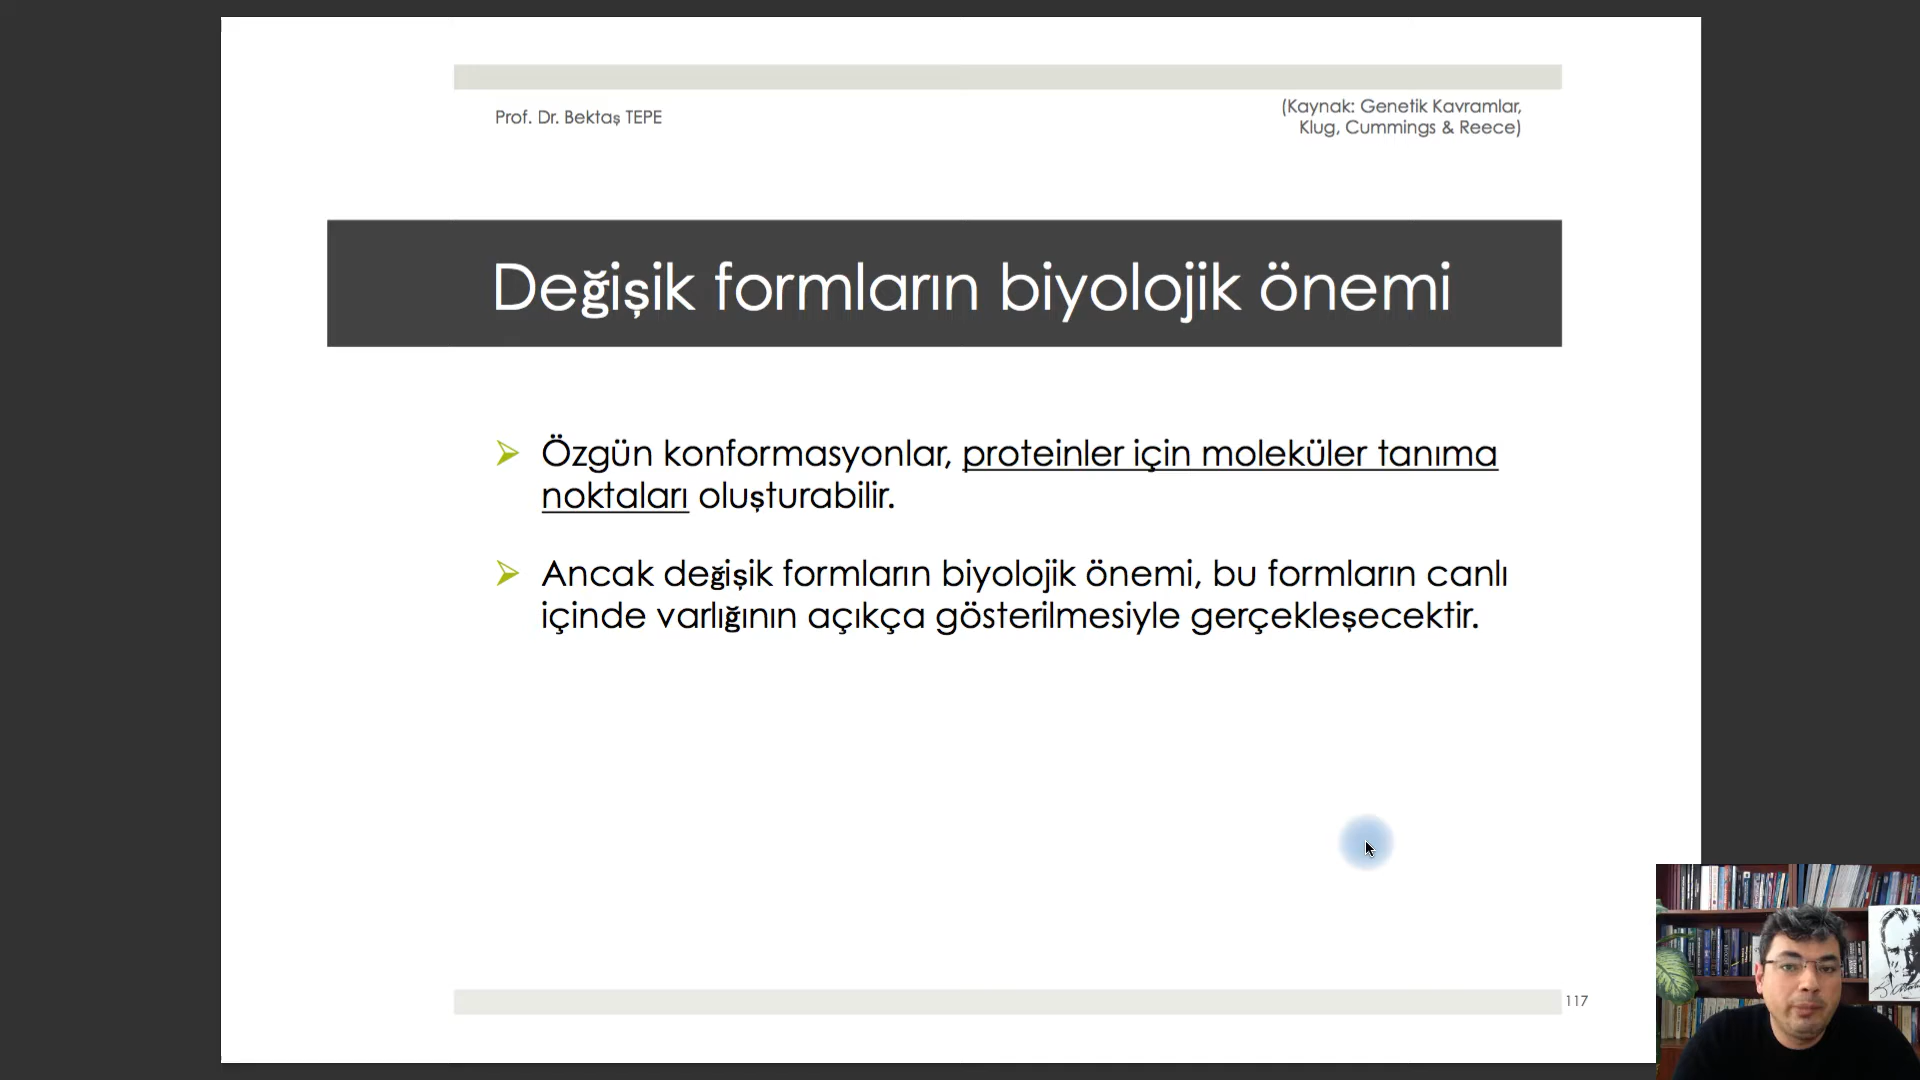 Prof. Dr. Bektaş TEPE
(Kaynak: Genetik Kavramlar,
Klug, Cummings & Reece)
Değişik formların biyolojik önemi
Özgün konformasyonlar, proteinler için moleküler tanıma
noktaları oluşturabilir.
Ancak değişik formların biyolojik önemi, bu formların canlı
içinde varlığının açıkça gösterilmesiyle gerçekleşecektir.
117